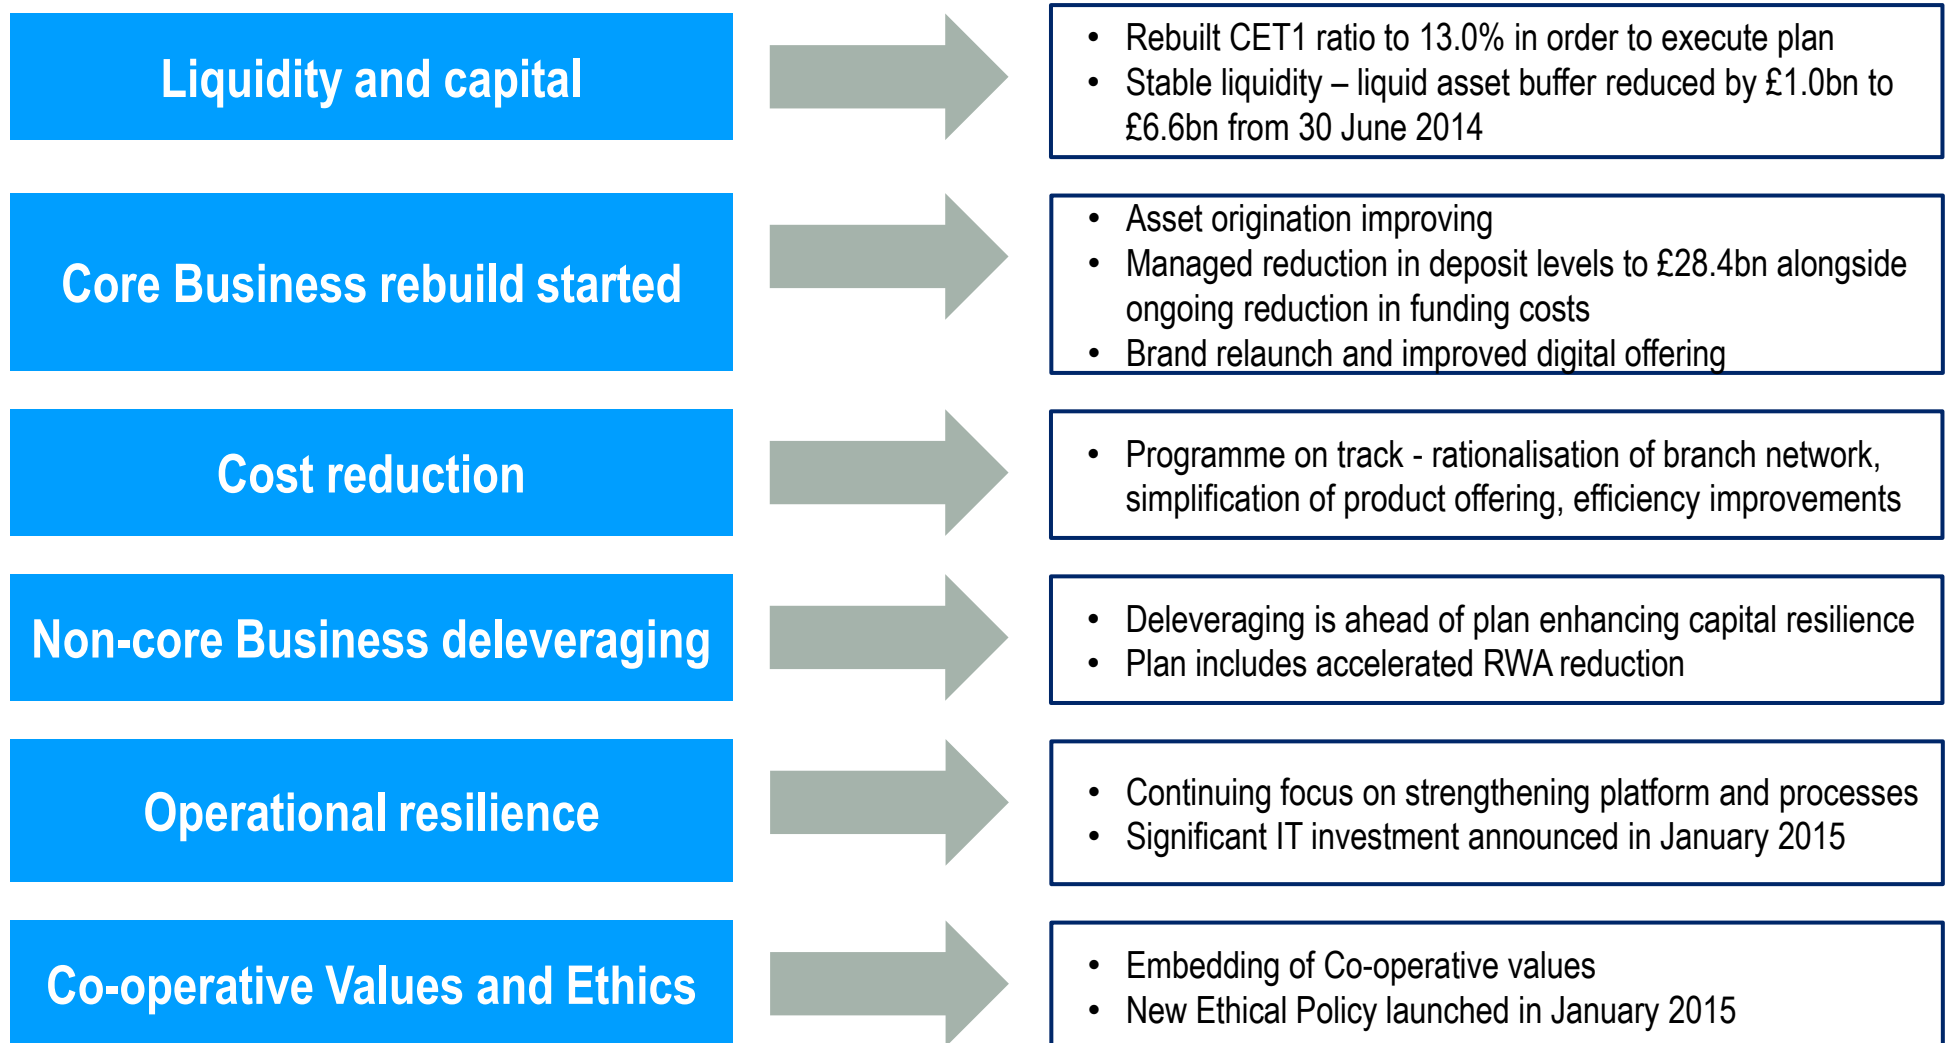 Liquidity and capital
• Rebuilt CET1 ratio to 13.0% in order to execute plan
• Stable liquidity – liquid asset buffer reduced by £1.0bn to
£6.6bn from 30 June 2014
Core Business rebuild started
• Asset origination improving
• Managed reduction in deposit levels to £28.4bn alongside
ongoing reduction in funding costs
• Brand relaunch and improved digital offering
Cost reduction
• Programme on track - rationalisation of branch network,
simplification of product offering, efficiency improvements
Non-core Business deleveraging
• Deleveraging is ahead of plan enhancing capital resilience
• Plan includes accelerated RWA reduction
Operational resilience
• Continuing focus on strengthening platform and processes
• Significant IT investment announced in January 2015
Co-operative Values and Ethics
• Embedding of Co-operative values
• New Ethical Policy launched in January 2015